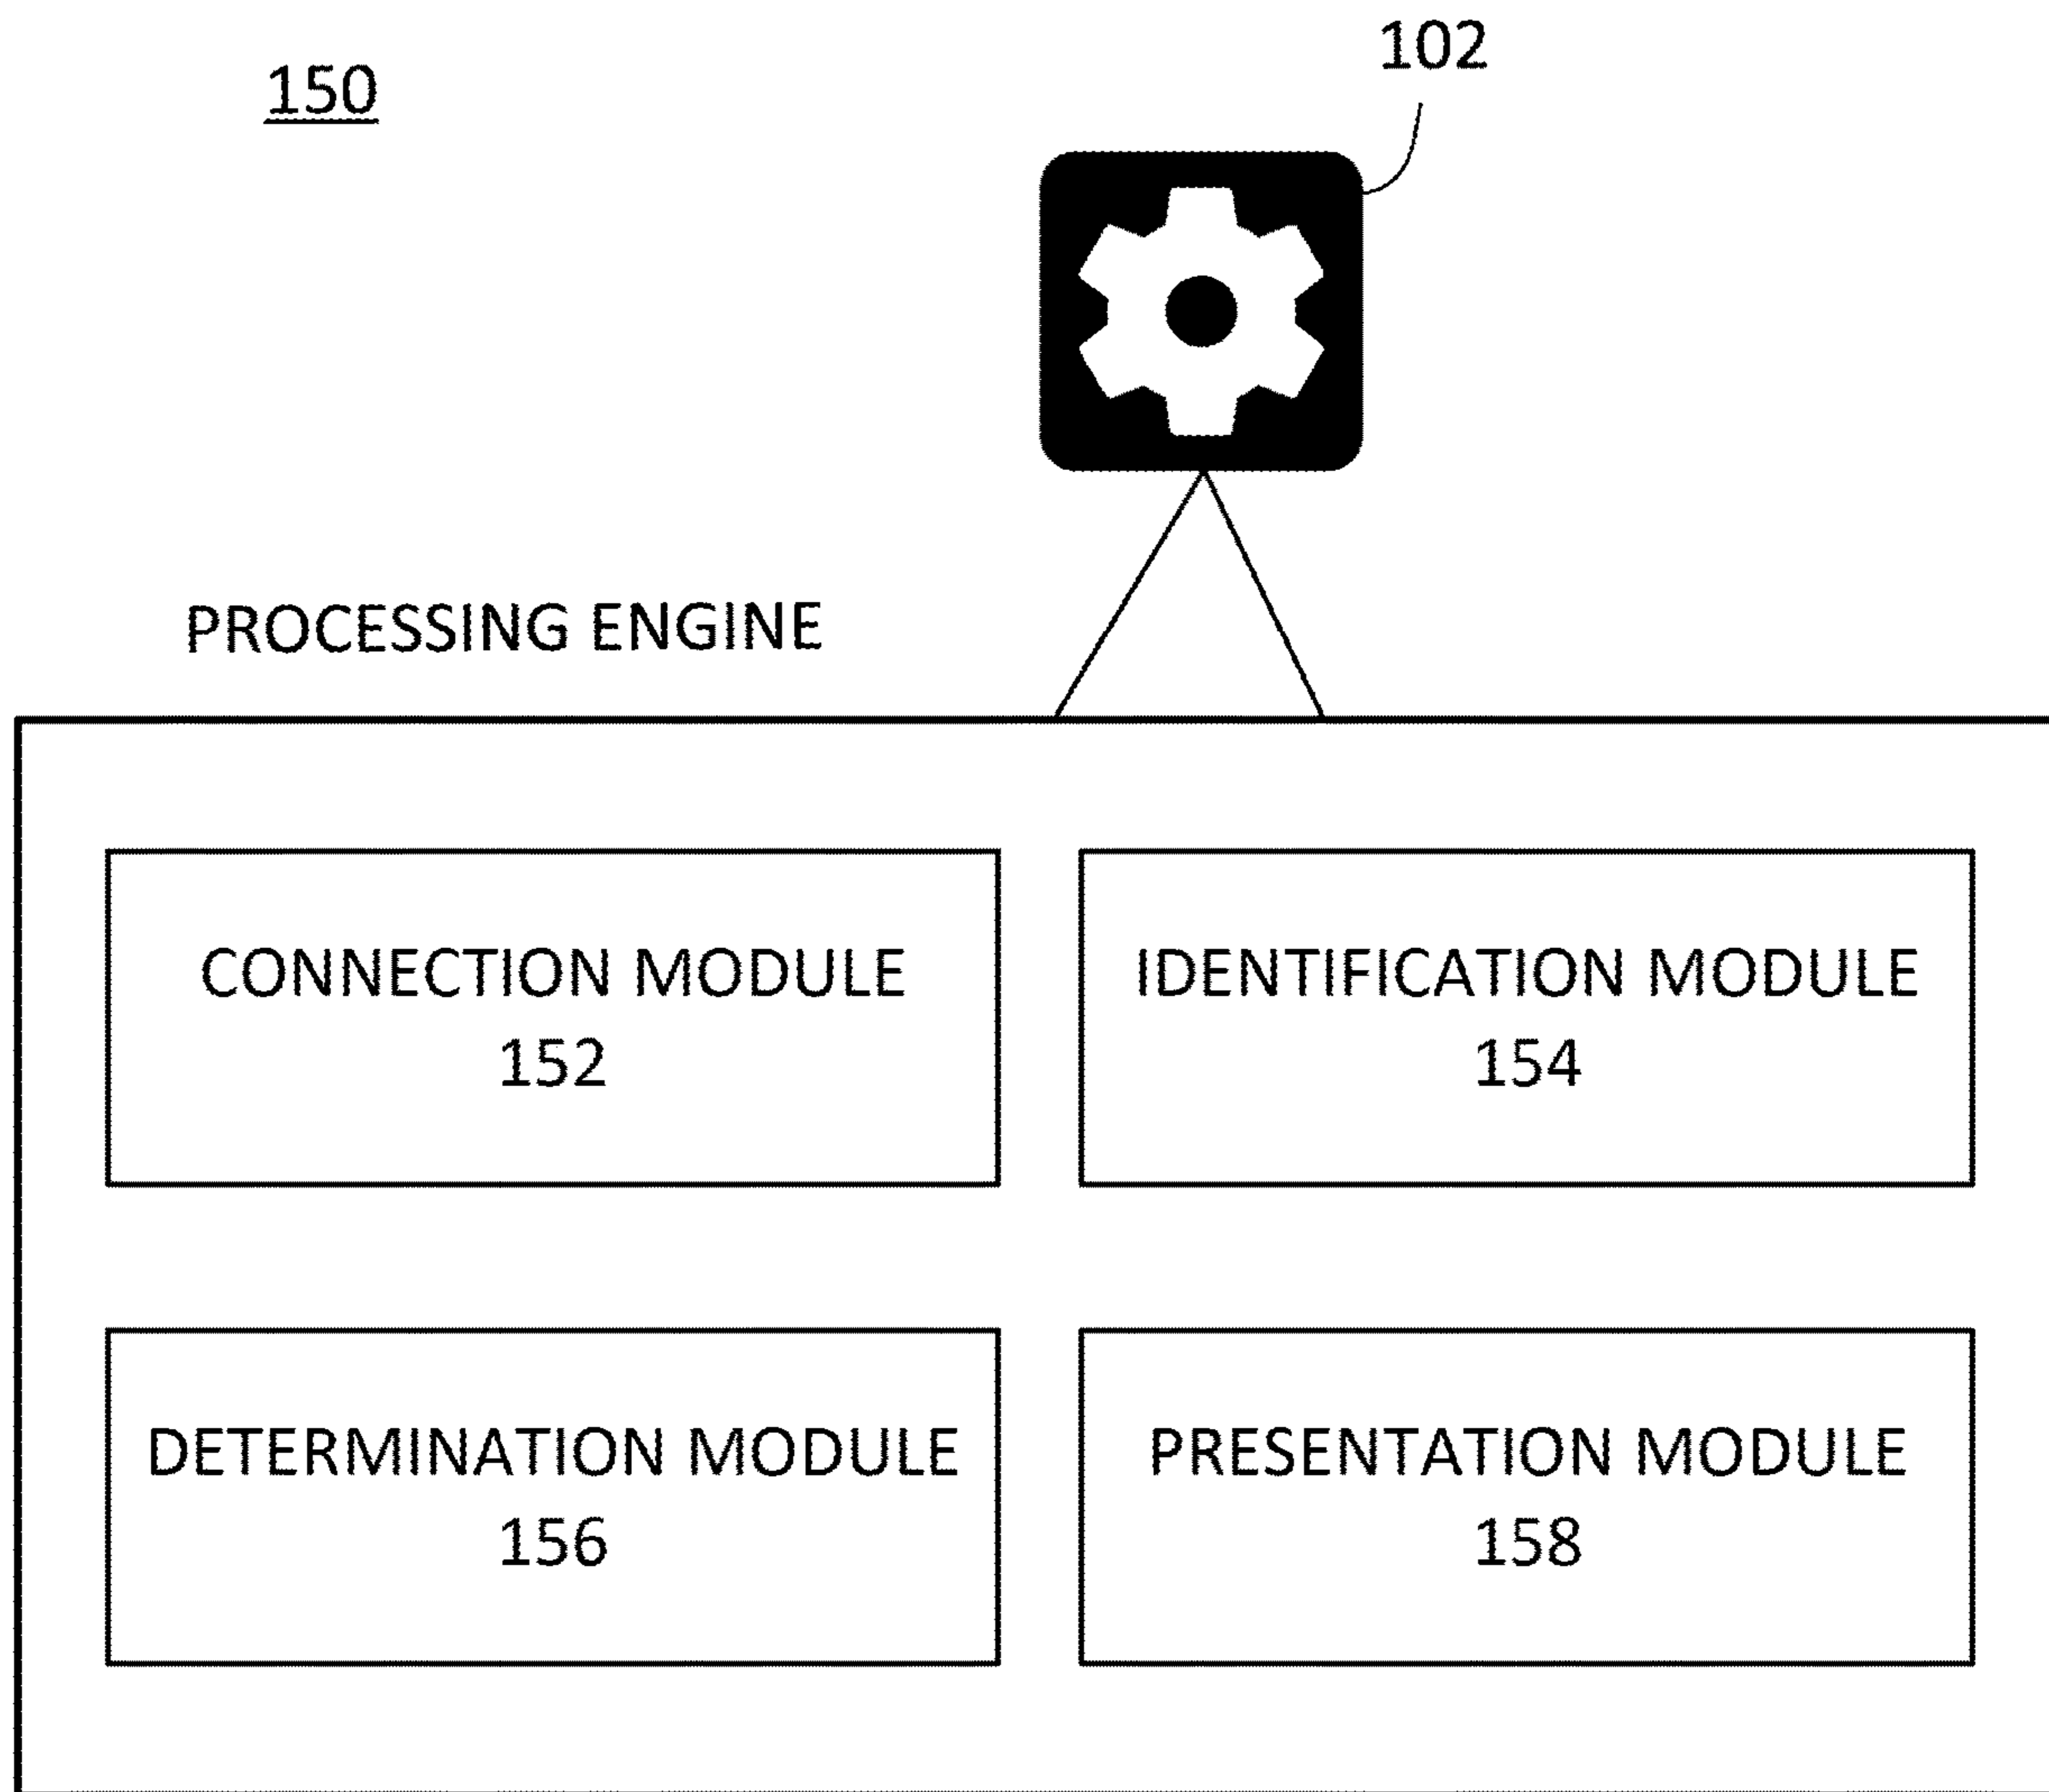 150
102
PROCESSING ENGINE
CONNECTION MODULE
152
IDENTIFICATION MODULE
154
DETERMINATION MODULE
156
PRESENTATION MODULE
158